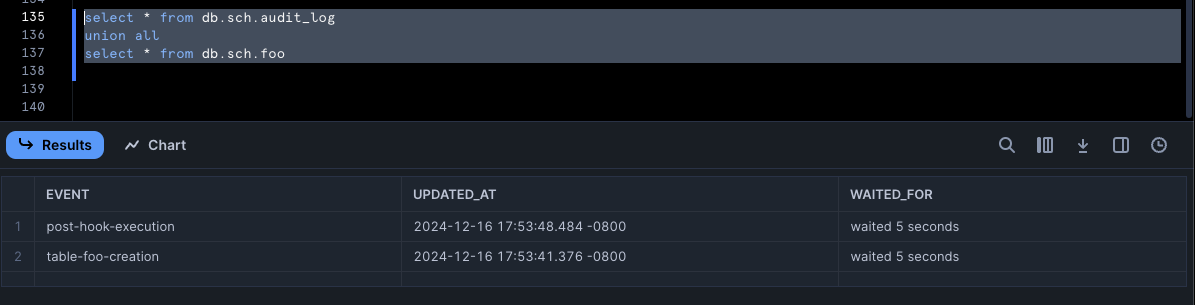 135 select * from db.sch.audit_log
136 union all
137 select * from db.sch.foo
138
139
140
Results Chart
EVENT UPDATED_AT WAITED_FOR
1 post-hook-execution 2024-12-16 17:53:48.484 -0800 waited 5 seconds
2 table-foo-creation 2024-12-16 17:53:41.376 -0800 waited 5 seconds